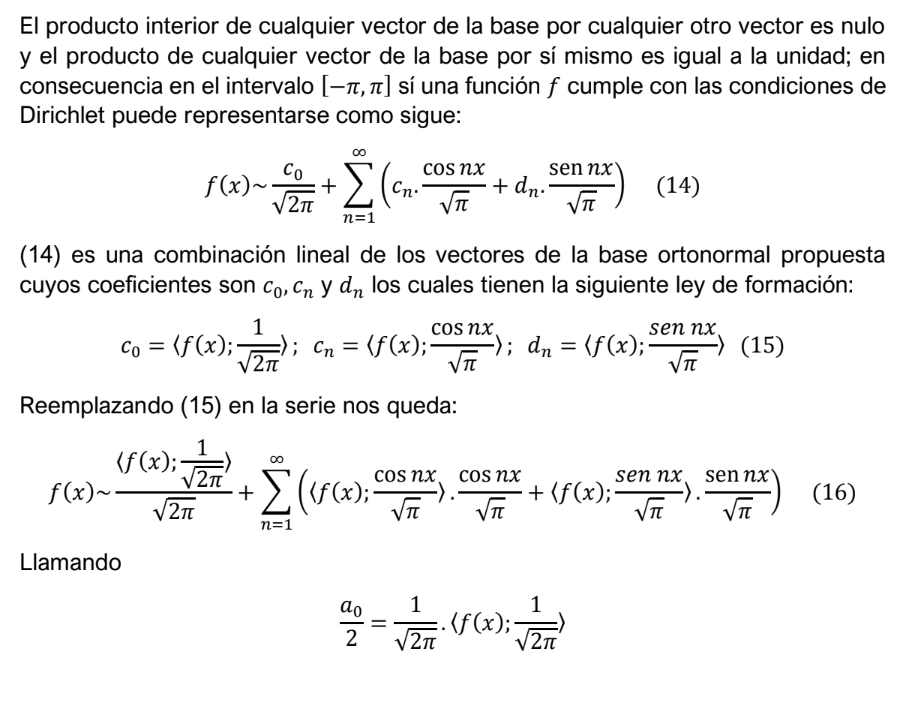 El producto interior de cualquier vector de la base por cualquier otro vector es nulo
y el producto de cualquier vector de la base por sí mismo es igual a la unidad; en
consecuencia en el intervalo [−π, π] sí una función f cumple con las condiciones de
Dirichlet puede representarse como sigue:
f(x)~ c₀/√(2π) + ∑_{n=1}^{∞} (cₙ. cos nx/√π + dₙ. sen nx/√π) (14)
(14) es una combinación lineal de los vectores de la base ortonormal propuesta
cuyos coeficientes son c₀, cₙ y dₙ los cuales tienen la siguiente ley de formación:
c₀ = ⟨f(x); 1/√(2π)⟩; cₙ = ⟨f(x); cos nx/√π⟩; dₙ = ⟨f(x); sen nx/√π⟩ (15)
Reemplazando (15) en la serie nos queda:
f(x)~ ⟨f(x); 1/√(2π)⟩/√(2π) + ∑_{n=1}^{∞} (⟨f(x); cos nx/√π⟩. cos nx/√π + ⟨f(x); sen nx/√π⟩. sen nx/√π) (16)
Llamando
a₀/2 = 1/√(2π) . ⟨f(x); 1/√(2π)⟩